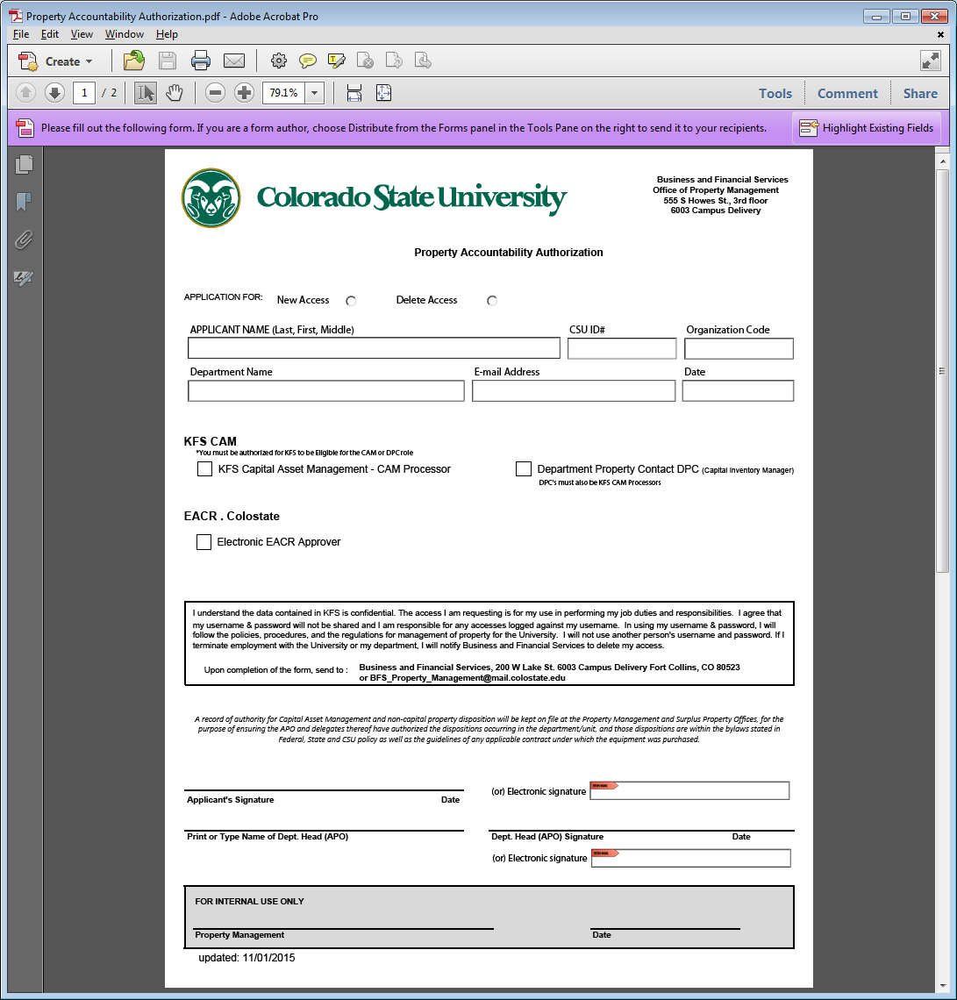 Property Accountability Authorization.pdf - Adobe Acrobat Pro
File Edit View Window Help
Create
1 / 2 79.1% Tools Comment Share
Please fill out the following form. If you are a form author, choose Distribute from the Forms panel in the Tools Pane on the right to send it to your recipients. Highlight Existing Fields
Colorado State University
Business and Financial Services
Office of Property Management
555 S Howes St., 3rd floor
6003 Campus Delivery
Property Accountability Authorization
APPLICATION FOR: New Access Delete Access
APPLICANT NAME (Last, First, Middle) CSU ID# Organization Code
Department Name E-mail Address Date
KFS CAM
*You must be authorized for KFS to be Eligible for the CAM or DPC role
KFS Capital Asset Management - CAM Processor Department Property Contact DPC (Capital Inventory Manager)
DPC's must also be KFS CAM Processors
EACR . Colostate
Electronic EACR Approver
I understand the data contained in KFS is confidential. The access I am requesting is for my use in performing my job duties and responsibilities. I agree that
my username & password will not be shared and I am responsible for any accesses logged against my username. In using my username & password, I will
follow the policies, procedures, and the regulations for management of property for the University. I will not use another person's username and password. If I
terminate employment with the University or my department, I will notify Business and Financial Services to delete my access.
Upon completion of the form, send to : Business and Financial Services, 200 W Lake St. 6003 Campus Delivery Fort Collins, CO 80523
or BFS_Property_Management@mail.colostate.edu
A record of authority for Capital Asset Management and non-capital property disposition will be kept on file at the Property Management and Surplus Property Offices, for the
purpose of ensuring the APO and delegates thereof have authorized the dispositions occurring in the department/unit, and those dispositions are within the bylaws stated in
Federal, State and CSU policy as well as the guidelines of any applicable contract under which the equipment was purchased.
(or) Electronic signature
Applicant's Signature Date
Print or Type Name of Dept. Head (APO) Dept. Head (APO) Signature Date
(or) Electronic signature
FOR INTERNAL USE ONLY
Property Management Date
updated: 11/01/2015